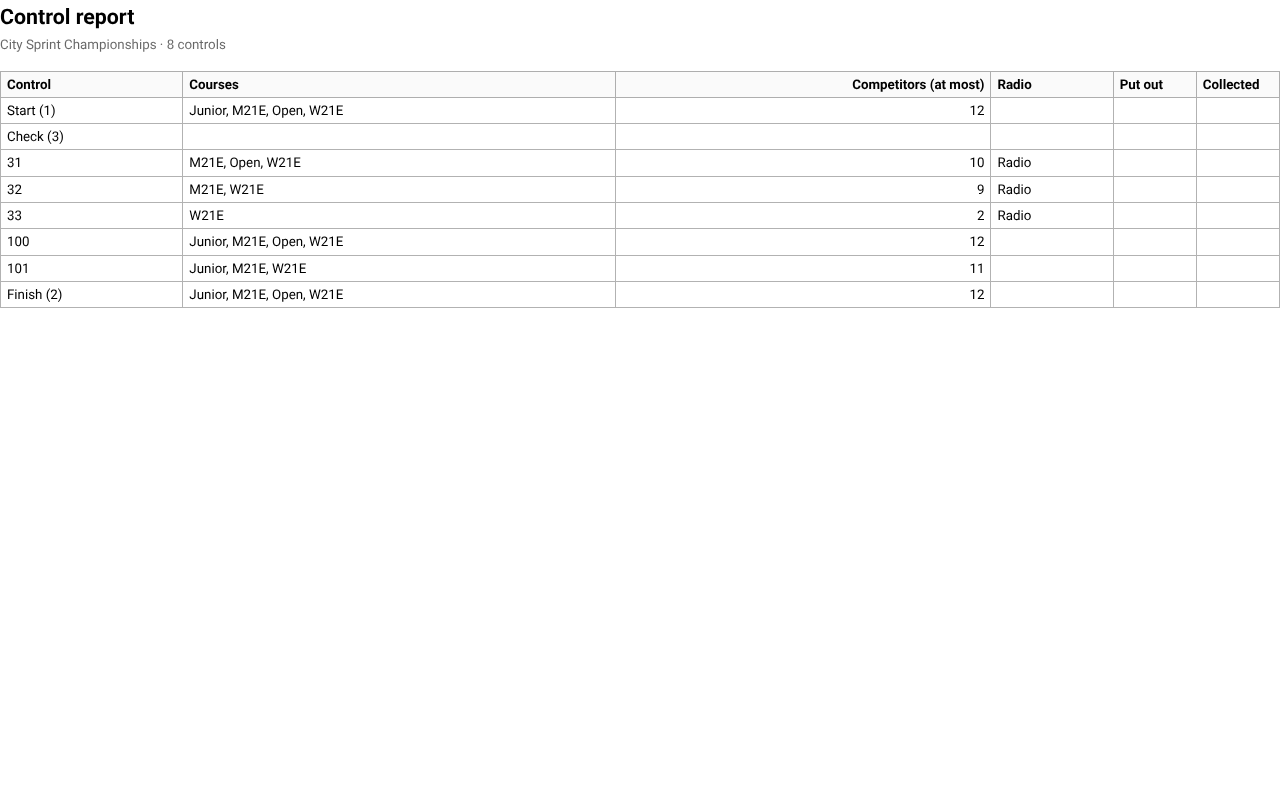 Control report
City Sprint Championships · 8 controls
Control Courses Competitors (at most) Radio Put out Collected
Start (1) Junior, M21E, Open, W21E 12
Check (3)
31 M21E, Open, W21E 10 Radio
32 M21E, W21E 9 Radio
33 W21E 2 Radio
100 Junior, M21E, Open, W21E 12
101 Junior, M21E, W21E 11
Finish (2) Junior, M21E, Open, W21E 12